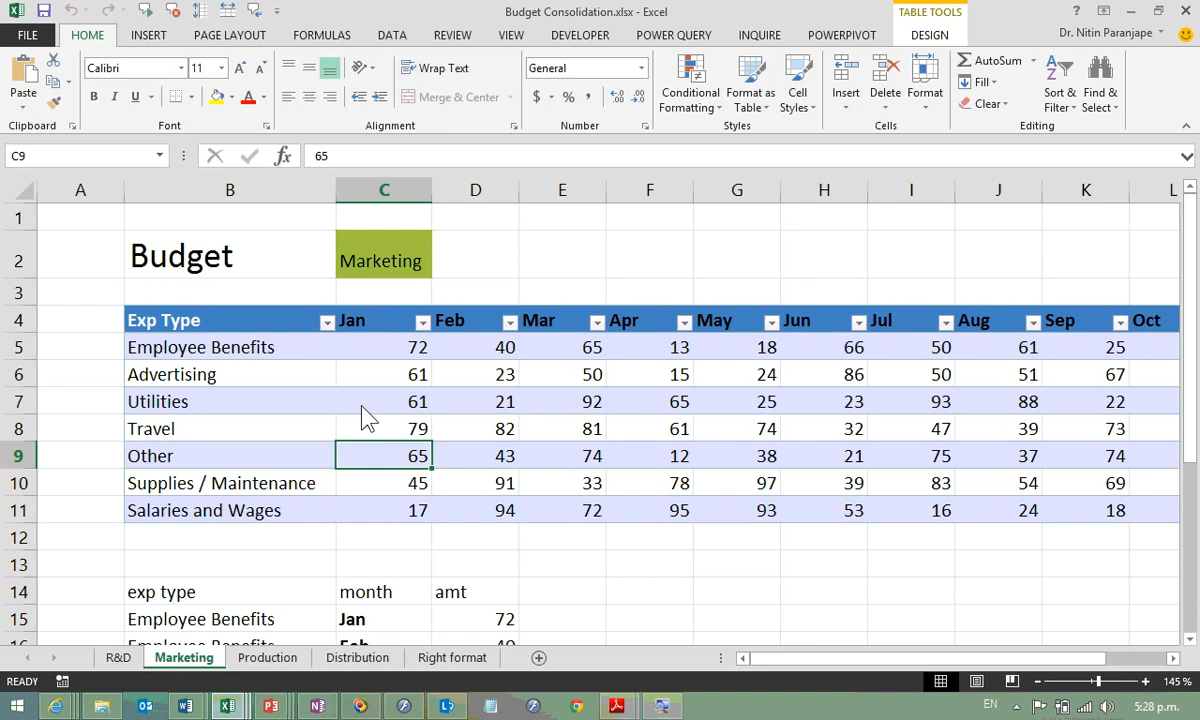 Budget Consolidation.xlsx - Excel
TABLE TOOLS
FILE HOME INSERT PAGE LAYOUT FORMULAS DATA REVIEW VIEW DEVELOPER POWER QUERY INQUIRE POWERPIVOT DESIGN
Dr. Nitin Paranjape
Paste
Calibri 11
B I U
Wrap Text
Merge & Center
General
$ % ,
Conditional Formatting
Format as Table
Cell Styles
Insert Delete Format
AutoSum
Fill
Clear
Sort & Filter
Find & Select
Clipboard Font Alignment Number Styles Cells Editing
C9 fx 65
A B C D E F G H I J K L
1
2 Budget Marketing
3
4 Exp Type Jan Feb Mar Apr May Jun Jul Aug Sep Oct
5 Employee Benefits 72 40 65 13 18 66 50 61 25
6 Advertising 61 23 50 15 24 86 50 51 67
7 Utilities 61 21 92 65 25 23 93 88 22
8 Travel 79 82 81 61 74 32 47 39 73
9 Other 65 43 74 12 38 21 75 37 74
10 Supplies / Maintenance 45 91 33 78 97 39 83 54 69
11 Salaries and Wages 17 94 72 95 93 53 16 24 18
12
13
14 exp type month amt
15 Employee Benefits Jan 72
16 Employee Benefits Feb 40
R&D Marketing Production Distribution Right format
READY 145 %
EN 5:28 p.m.